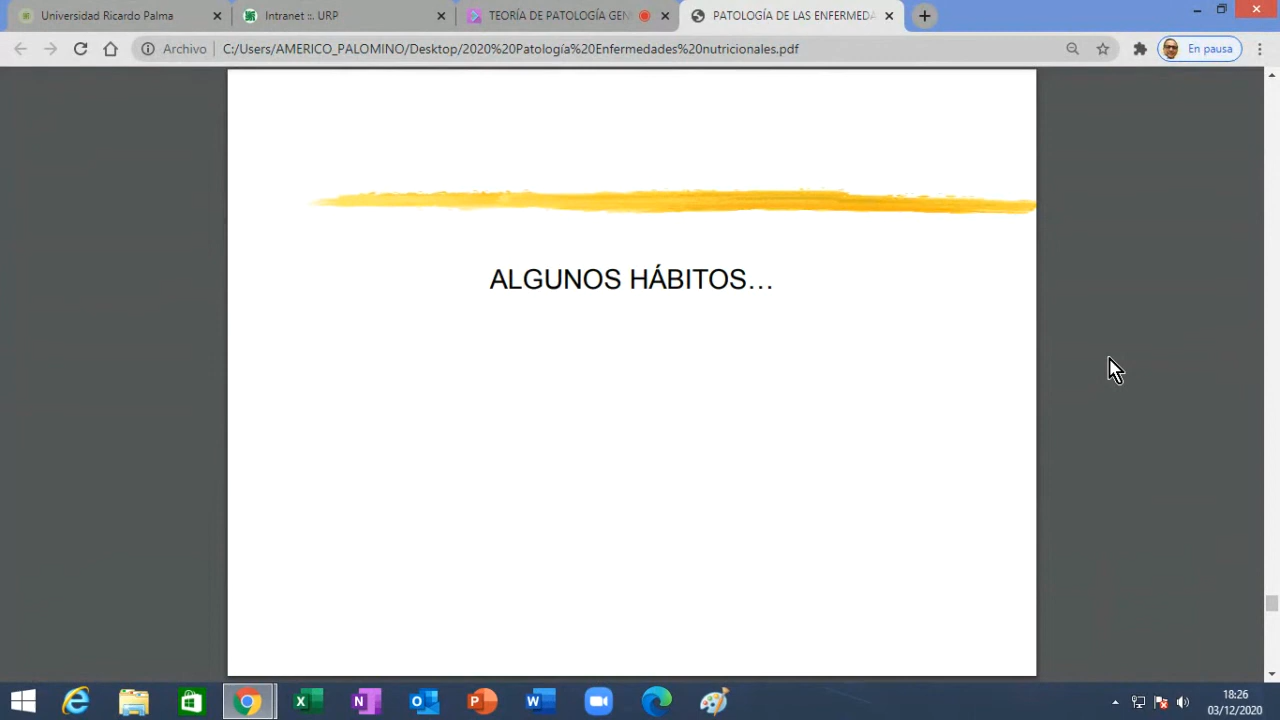 Universidad Ricardo Palma
Intranet ::. URP
TEORÍA DE PATOLOGÍA GEN
PATOLOGÍA DE LAS ENFERMEDA
Archivo
C:/Users/AMERICO_PALOMINO/Desktop/2020%20Patología%20Enfermedades%20nutricionales.pdf
En pausa
ALGUNOS HÁBITOS...
18:26
03/12/2020